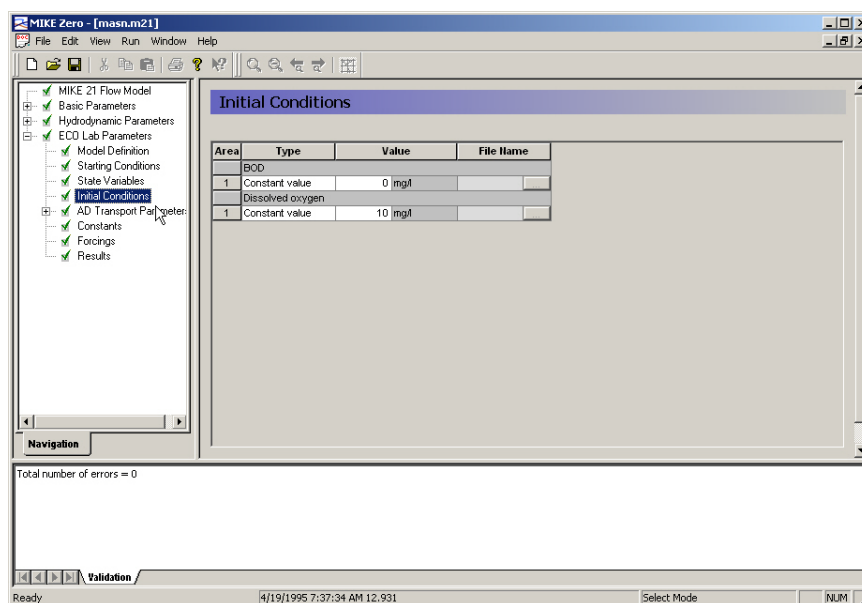 MIKE Zero - [masn.m21]
File Edit View Run Window Help
MIKE 21 Flow Model
Basic Parameters
Hydrodynamic Parameters
ECO Lab Parameters
Model Definition
Starting Conditions
State Variables
Initial Conditions
AD Transport Parameter:
Constants
Forcings
Results
Navigation
Initial Conditions
Area Type Value File Name
BOD
1 Constant value 0 mg/l
Dissolved oxygen
1 Constant value 10 mg/l
Total number of errors = 0
Validation
Ready 4/19/1995 7:37:34 AM 12.931 Select Mode NUM